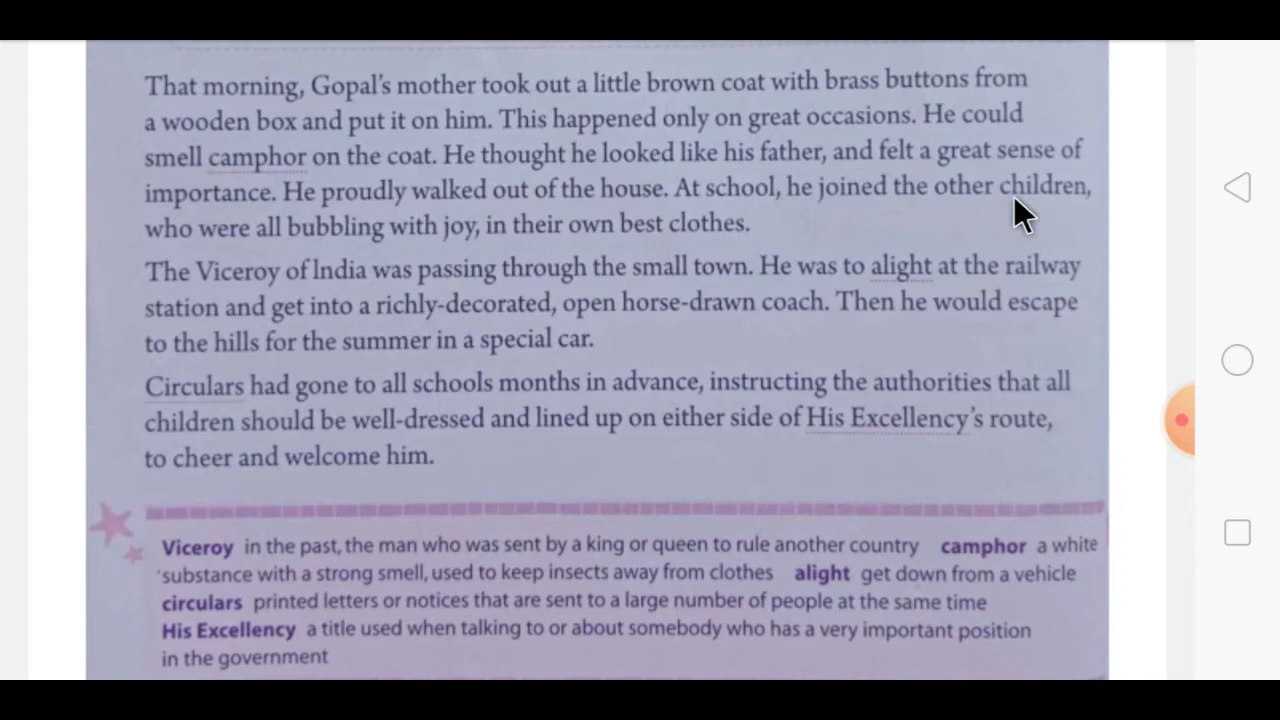 That morning, Gopal's mother took out a little brown coat with brass buttons from
a wooden box and put it on him. This happened only on great occasions. He could
smell camphor on the coat. He thought he looked like his father, and felt a great sense of
importance. He proudly walked out of the house. At school, he joined the other children,
who were all bubbling with joy, in their own best clothes.
The Viceroy of India was passing through the small town. He was to alight at the railway
station and get into a richly-decorated, open horse-drawn coach. Then he would escape
to the hills for the summer in a special car.
Circulars had gone to all schools months in advance, instructing the authorities that all
children should be well-dressed and lined up on either side of His Excellency's route,
to cheer and welcome him.
Viceroy in the past, the man who was sent by a king or queen to rule another country camphor a white
substance with a strong smell, used to keep insects away from clothes alight get down from a vehicle
circulars printed letters or notices that are sent to a large number of people at the same time
His Excellency a title used when talking to or about somebody who has a very important position
in the government